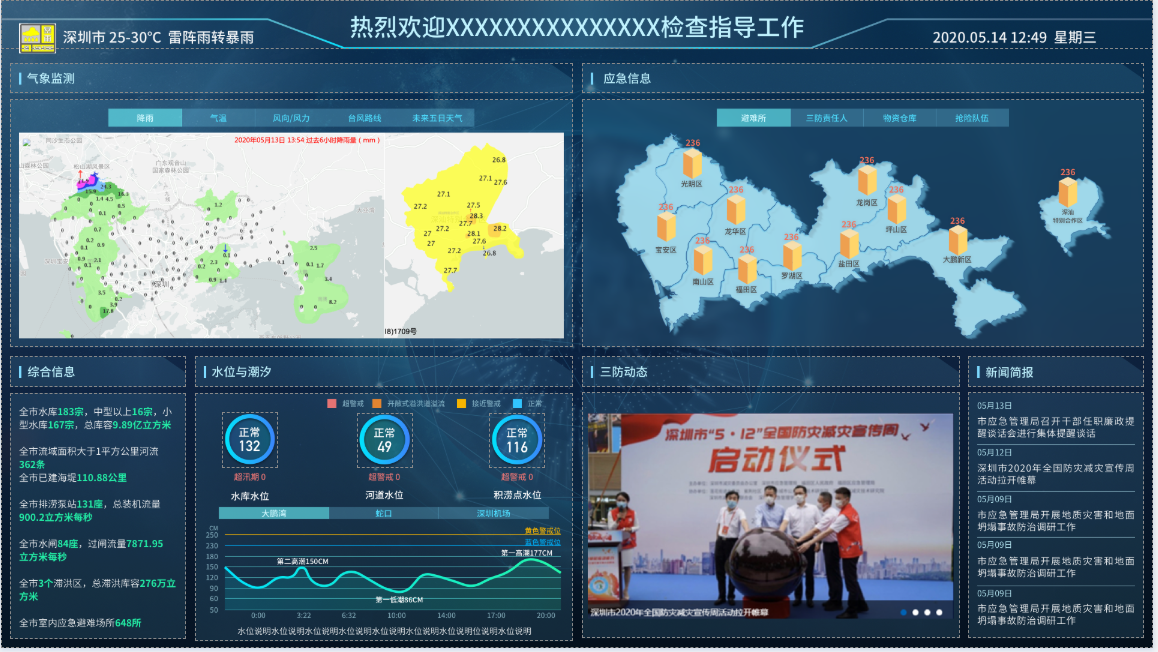 深圳市 25-30℃ 雷阵雨转暴雨
热烈欢迎XXXXXXXXXXXXXXX检查指导工作
2020.05.14 12:49 星期三
气象监测
降雨
气温
风向/风力
台风路线
未来五日天气
2020年05月13日 13:54 过去6小时降雨量（mm）
26.8
27.1
27.6
27.1
27.2
27.5
28.3
27.7
27.2
28.2
27
28.1
27
27.6
27.2
26.8
27.7
18)1709号
应急信息
避难所
三防责任人
物资仓库
抢险队伍
236
光明区
236
龙岗区
236
坪山区
236
龙华区
236
宝安区
236
南山区
236
福田区
236
罗湖区
236
盐田区
236
大鹏新区
236
深汕
特别合作区
综合信息
全市水库183宗，中型以上16宗，小
型水库167宗，总库容9.89亿立方米
全市流域面积大于1平方公里河流
362条
全市已建海堤110.88公里
全市排涝泵站131座，总装机流量
900.2立方米每秒
全市水闸84座，过闸流量7871.95
立方米每秒
全市3个滞洪区，总滞洪库容276万立
方米
全市室内应急避难场所648所
水位与潮汐
超警戒
开敞式溢洪道溢流
接近警戒
正常
正常
132
超汛期 0
水库水位
正常
49
超警戒 0
河道水位
正常
116
超警戒 0
积涝点水位
大鹏湾
蛇口
深圳机场
CM
250
230
180
150
120
90
60
50
黄色警戒位
蓝色警戒位
第一高潮177CM
第二高潮150CM
第一低潮86CM
0:00
3:22
6:32
10:00
14:00
17:00
20:00
水位说明水位说明水位说明水位说明水位说明水位说明水位说明位说明水位说明
三防动态
深圳市“5·12”全国防灾减灾宣传周
启动仪式
深圳市2020年全国防灾减灾宣传周活动拉开帷幕
新闻简报
05月13日
市应急管理局召开干部任职廉政提
醒谈话会进行集体提醒谈话
05月12日
深圳市2020年全国防灾减灾宣传周
活动拉开帷幕
05月09日
市应急管理局开展地质灾害和地面
坍塌事故防治调研工作
05月09日
市应急管理局开展地质灾害和地面
坍塌事故防治调研工作
05月09日
市应急管理局开展地质灾害和地面
坍塌事故防治调研工作